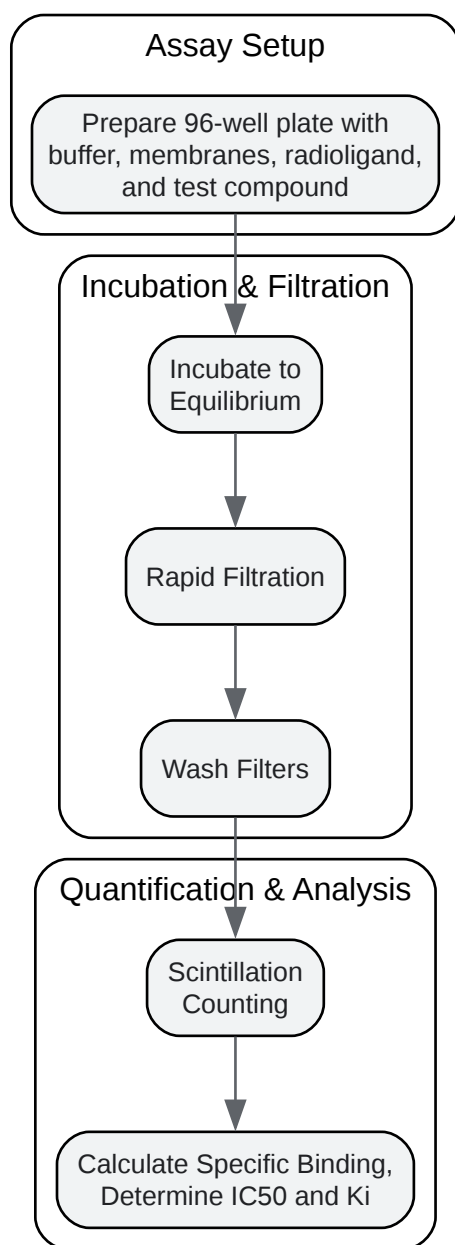 Assay Setup
Prepare 96-well plate with
buffer, membranes, radioligand,
and test compound
Incubation & Filtration
Incubate to
Equilibrium
Rapid Filtration
Wash Filters
Quantification & Analysis
Scintillation
Counting
Calculate Specific Binding,
Determine IC50 and Ki